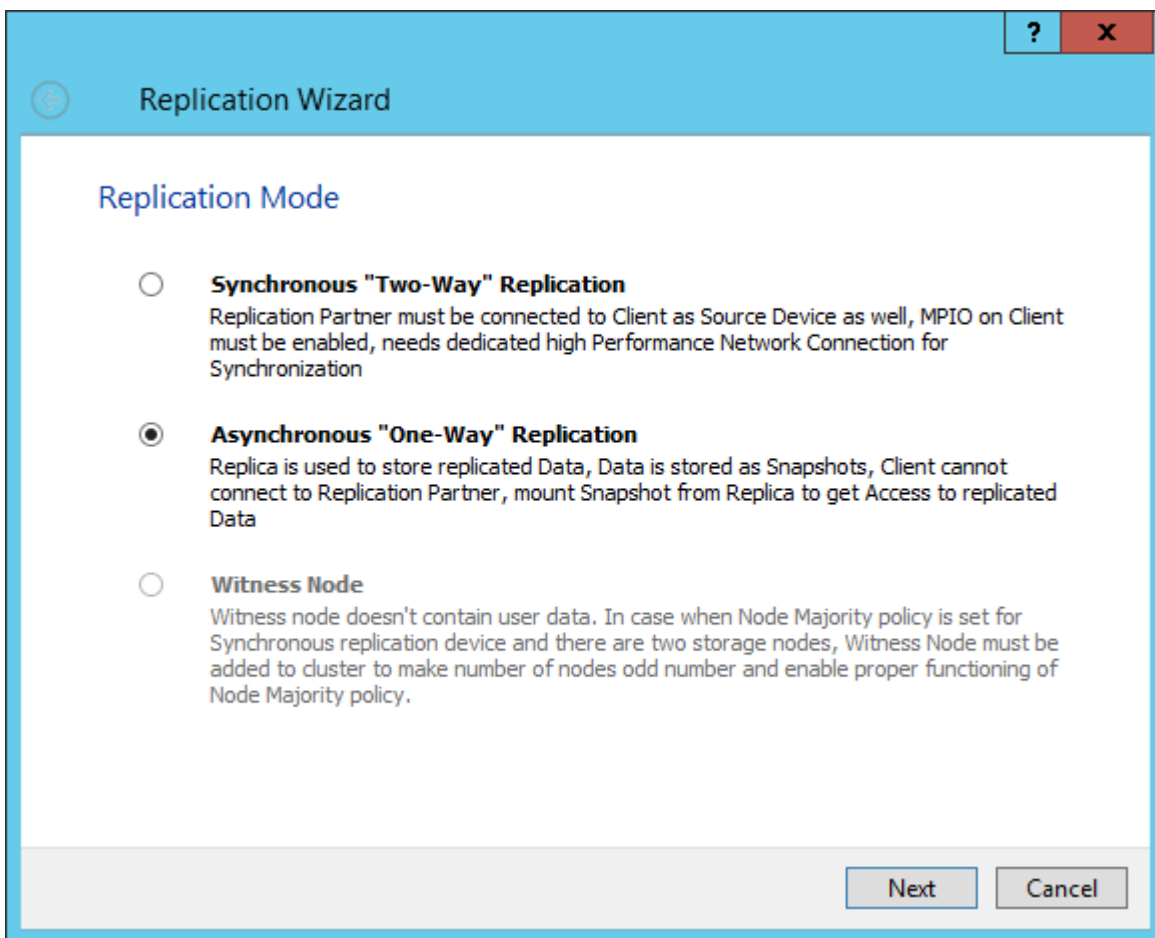 ?
x
Replication Wizard
Replication Mode
Synchronous "Two-Way" Replication
Replication Partner must be connected to Client as Source Device as well, MPIO on Client
must be enabled, needs dedicated high Performance Network Connection for
Synchronization
Asynchronous "One-Way" Replication
Replica is used to store replicated Data, Data is stored as Snapshots, Client cannot
connect to Replication Partner, mount Snapshot from Replica to get Access to replicated
Data
Witness Node
Witness node doesn't contain user data. In case when Node Majority policy is set for
Synchronous replication device and there are two storage nodes, Witness Node must be
added to cluster to make number of nodes odd number and enable proper functioning of
Node Majority policy.
Next
Cancel